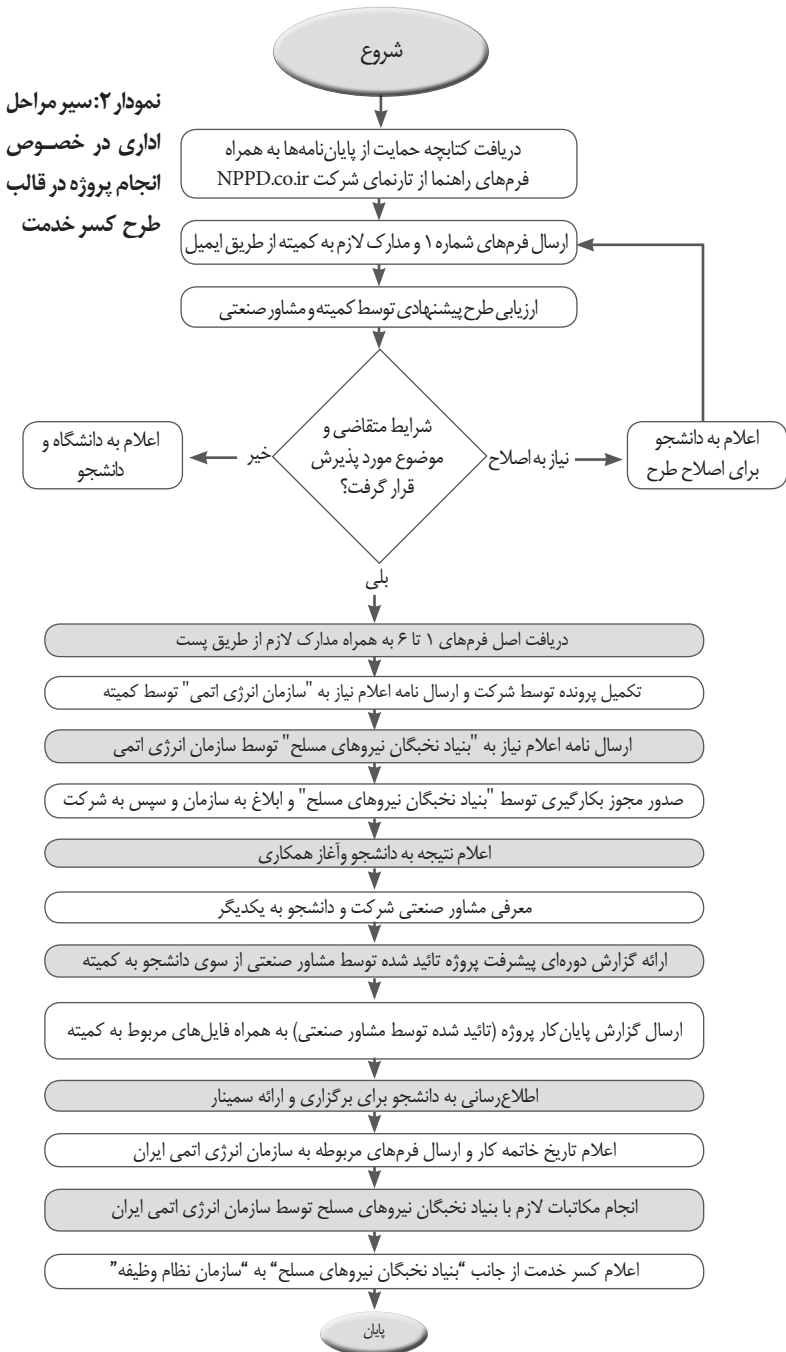 شروع
نمودار ۲: سیر مراحل
اداری در خصوص
انجام پروژه در قالب
طرح کسر خدمت
دریافت کتابچه حمایت از پایان‌نامه‌ها به همراه
فرم‌های راهنما از تارنمای شرکت NPPD.co.ir
ارسال فرم‌های شماره ۱ و مدارک لازم به کمیته از طریق ایمیل
ارزیابی طرح پیشنهادی توسط کمیته و مشاور صنعتی
شرایط متقاضی و
موضوع مورد پذیرش
قرار گرفت؟
نیاز به اصلاح
اعلام به دانشجو
برای اصلاح طرح
خیر
اعلام به دانشگاه و
دانشجو
بلی
دریافت اصل فرم‌های ۱ تا ۶ به همراه مدارک لازم از طریق پست
تکمیل پرونده توسط شرکت و ارسال نامه اعلام نیاز به "سازمان انرژی اتمی" توسط کمیته
ارسال نامه اعلام نیاز به "بنیاد نخبگان نیروهای مسلح" توسط سازمان انرژی اتمی
صدور مجوز بکارگیری توسط "بنیاد نخبگان نیروهای مسلح" و ابلاغ به سازمان و سپس به شرکت
اعلام نتیجه به دانشجو وآغاز همکاری
معرفی مشاور صنعتی شرکت و دانشجو به یکدیگر
ارائه گزارش دوره‌ای پیشرفت پروژه تائید شده توسط مشاور صنعتی از سوی دانشجو به کمیته
ارسال گزارش پایان‌کار پروژه (تائید شده توسط مشاور صنعتی) به همراه فایل‌های مربوط به کمیته
اطلاع‌رسانی به دانشجو برای برگزاری و ارائه سمینار
اعلام تاریخ خاتمه کار و ارسال فرم‌های مربوطه به سازمان انرژی اتمی ایران
انجام مکاتبات لازم با بنیاد نخبگان نیروهای مسلح توسط سازمان انرژی اتمی ایران
اعلام کسر خدمت از جانب “بنیاد نخبگان نیروهای مسلح“ به “سازمان نظام وظیفه”
پایان